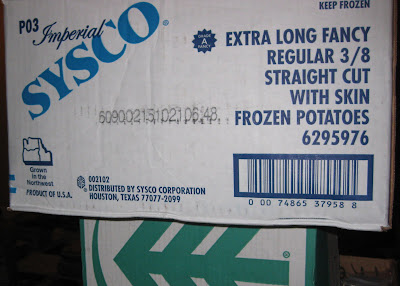 KEEP FROZEN
P03 Imperial
SYSCO®
GRADE
A
FANCY
EXTRA LONG FANCY
REGULAR 3/8
STRAIGHT CUT
WITH SKIN
FROZEN POTATOES
6295976
Grown
in the
Northwest
PRODUCT OF U.S.A.
002102
DISTRIBUTED BY SYSCO CORPORATION
HOUSTON, TEXAS 77077-2099
0 00 74865 37958 8